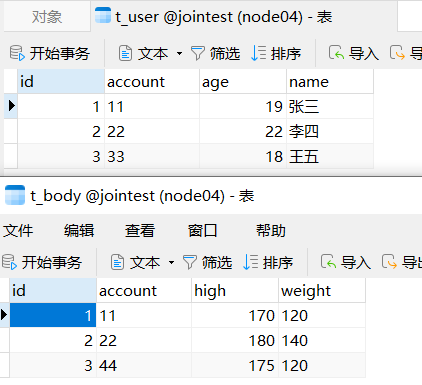 对象 t_user @jointest (node04) - 表
开始事务 文本 筛选 排序 导入 导
id account age name
1 11 19 张三
2 22 22 李四
3 33 18 王五
t_body @jointest (node04) - 表
文件 编辑 查看 窗口 帮助
开始事务 文本 筛选 排序 导入 导出
id account high weight
1 11 170 120
2 22 180 140
3 44 175 120